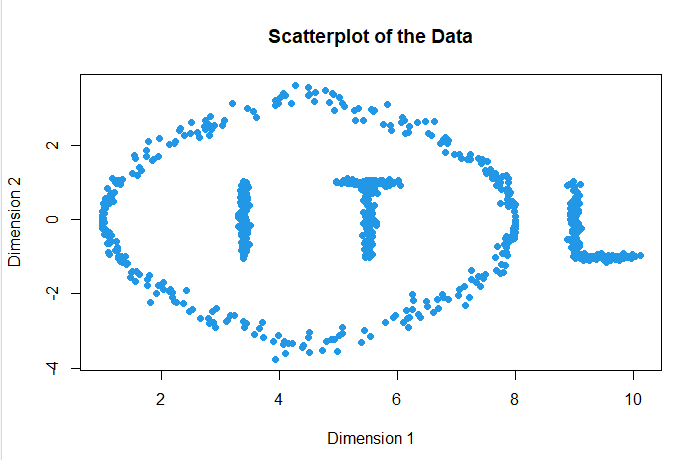 Scatterplot of the Data
Dimension 2
2
0
-2
-4
I T L
2 4 6 8 10
Dimension 1